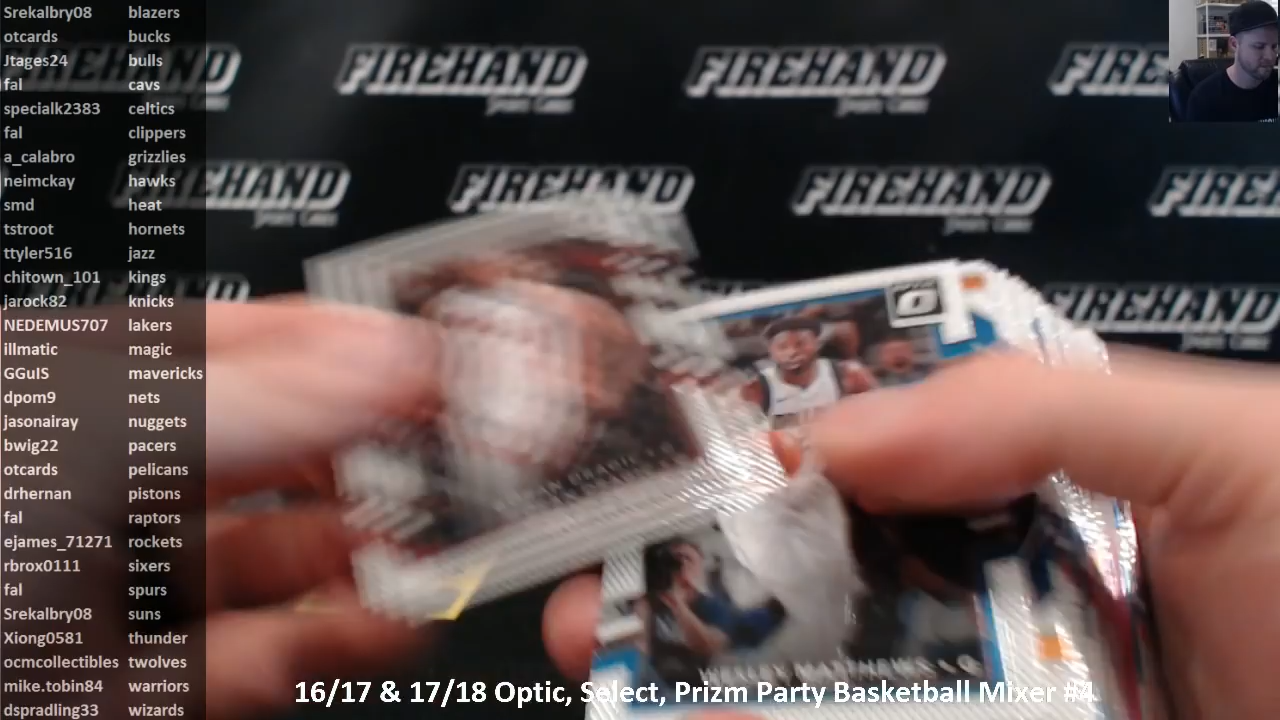 Srekalbry08 blazers
otcards bucks
Jtages24 bulls
fal cavs
specialk2383 celtics
fal clippers
a_calabro grizzlies
neimckay hawks
smd heat
tstroot hornets
ttyler516 jazz
chitown_101 kings
jarock82 knicks
NEDEMUS707 lakers
illmatic magic
GGuIS mavericks
dpom9 nets
jasonairay nuggets
bwig22 pacers
otcards pelicans
drhernan pistons
fal raptors
ejames_71271 rockets
rbrox0111 sixers
fal spurs
Srekalbry08 suns
Xiong0581 thunder
ocmcollectibles twolves
mike.tobin84 warriors
dspradling33 wizards
FIREHAND FIREHAND FIREHAND
FIREHAND FIREHAND FIREHAND FIREHAND
FIREHAND
WESLEY MATTHEWS
16/17 & 17/18 Optic, Select, Prizm Party Basketball Mixer #4